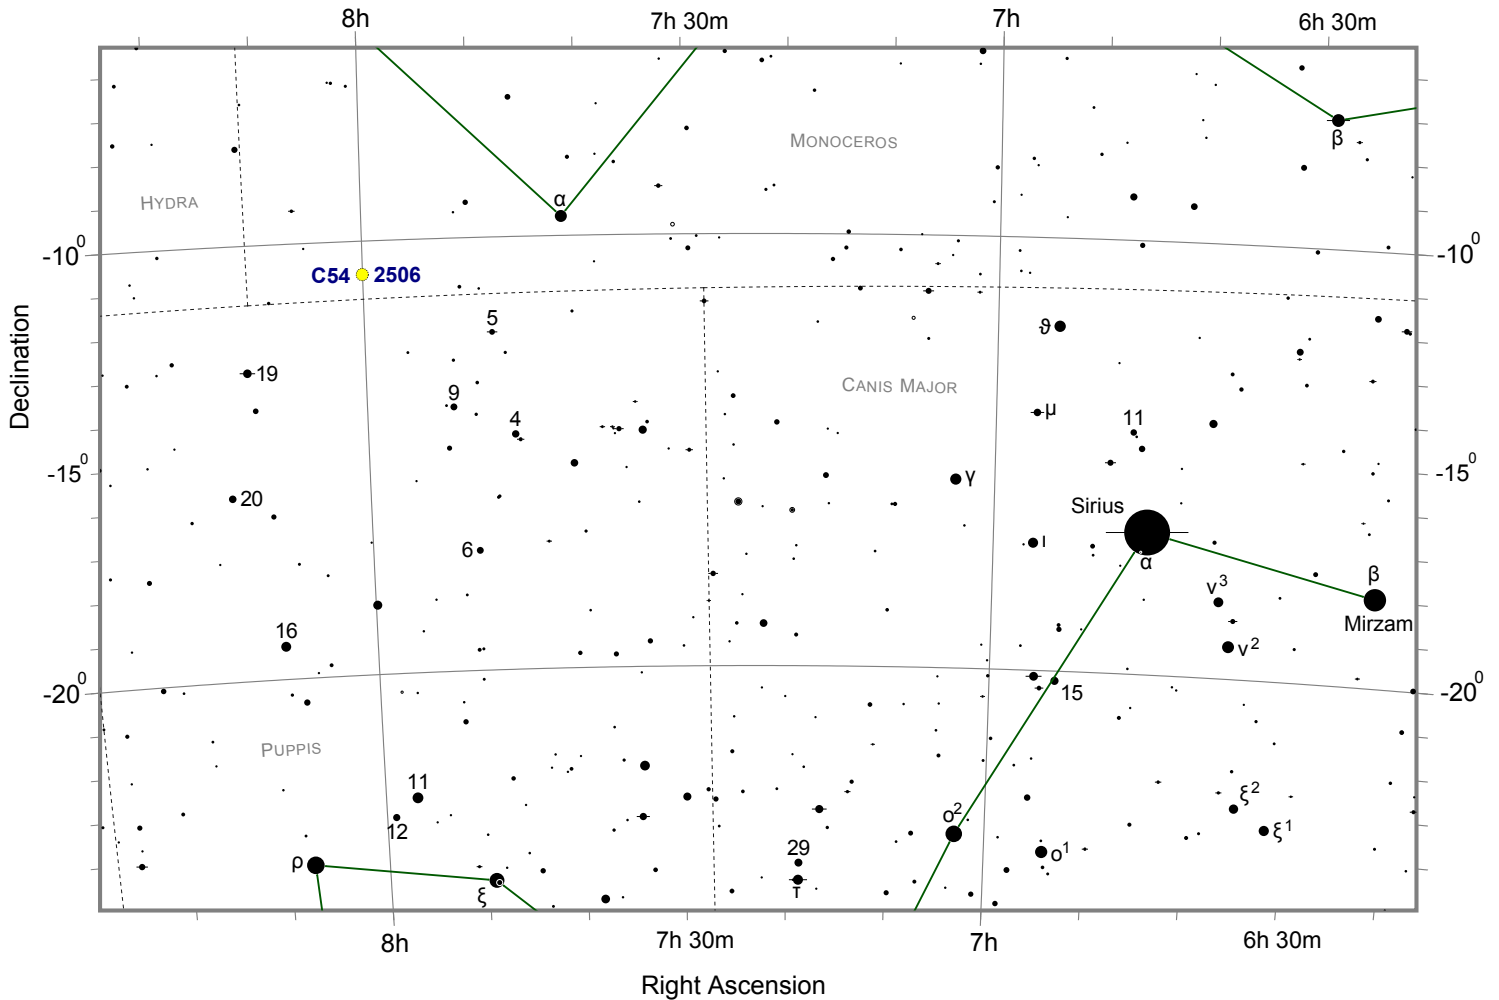 8h
7h 30m
7h
6h 30m
β
MONOCEROS
α
HYDRA
-10⁰
-10⁰
C54
2506
5
ϑ
19
CANIS MAJOR
9
μ
4
11
-15⁰
-15⁰
γ
20
Sirius
ι
6
α
β
ν³
Mirzam
16
ν²
-20⁰
-20⁰
15
PUPPIS
11
ξ²
ο²
12
ξ¹
29
ο¹
ρ
τ
ξ
8h
7h 30m
7h
6h 30m
Right Ascension
Declination